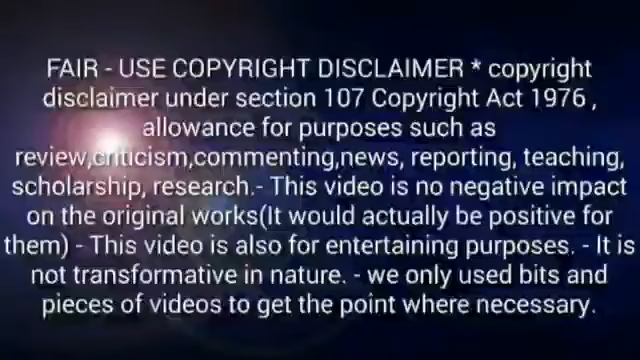 FAIR - USE COPYRIGHT DISCLAIMER * copyright
disclaimer under section 107 Copyright Act 1976 ,
allowance for purposes such as
review,criticism,commenting,news, reporting, teaching,
scholarship, research.- This video is no negative impact
on the original works(It would actually be positive for
them) - This video is also for entertaining purposes. - It is
not transformative in nature. - we only used bits and
pieces of videos to get the point where necessary.